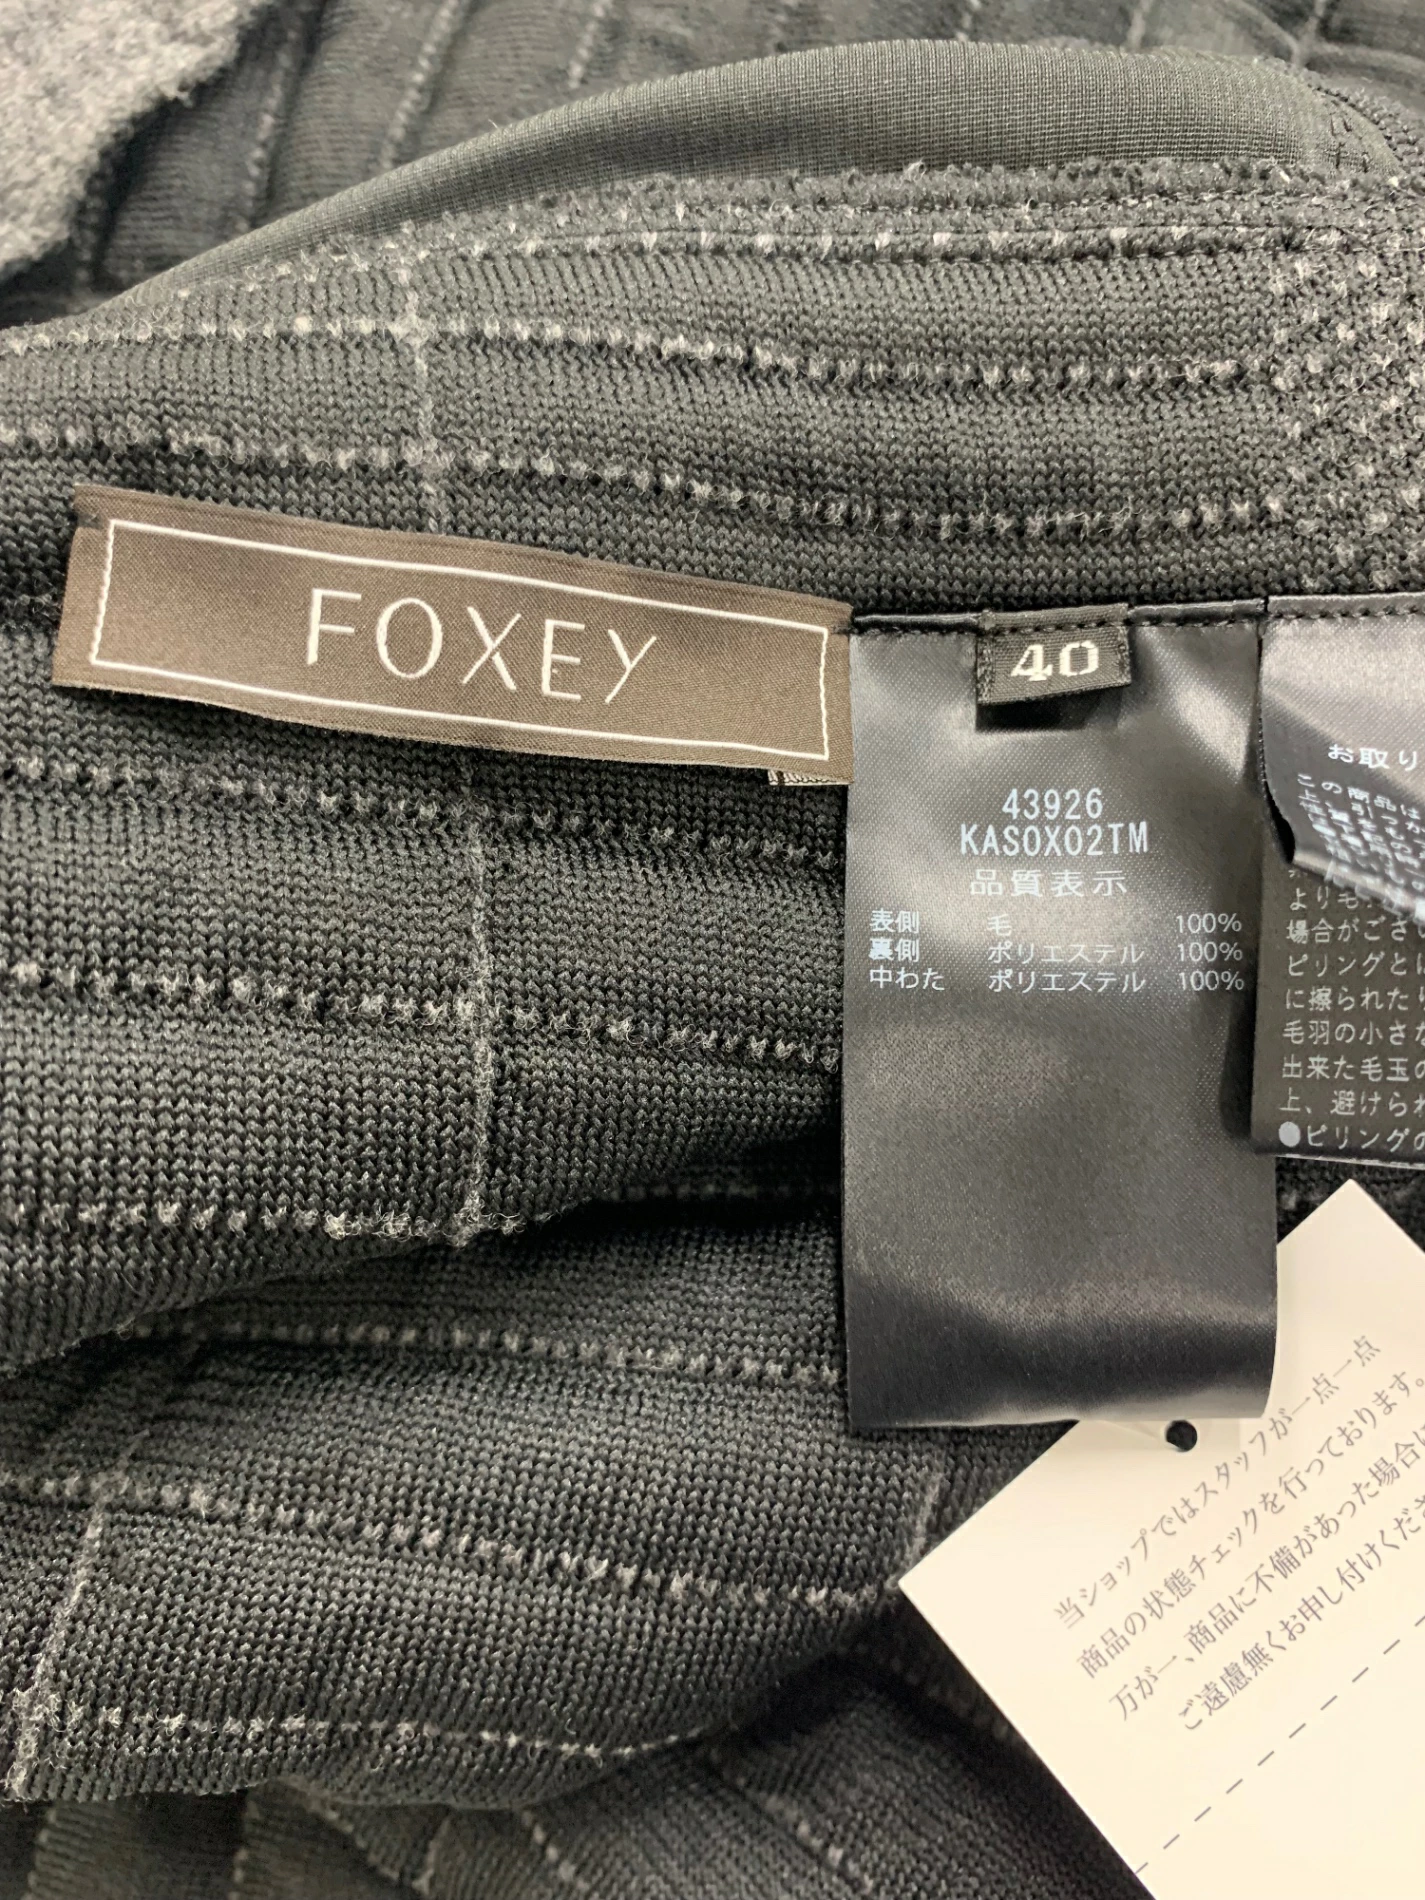 FOXEY
40
43926
KASOX02TM
品質表示
表側 毛 100%
裏側 ポリエステル 100%
中わた ポリエステル 100%
お取り
この商品は
より毛
場合がござ
ピリングと
に擦られた
毛羽の小さな
出来た毛玉の
上、避けられ
●ピリングの
当ショップではスタッフが一点一点
商品の状態チェックを行っております。
万が一、商品に不備があった場合に
ご遠慮無くお申し付けくださ